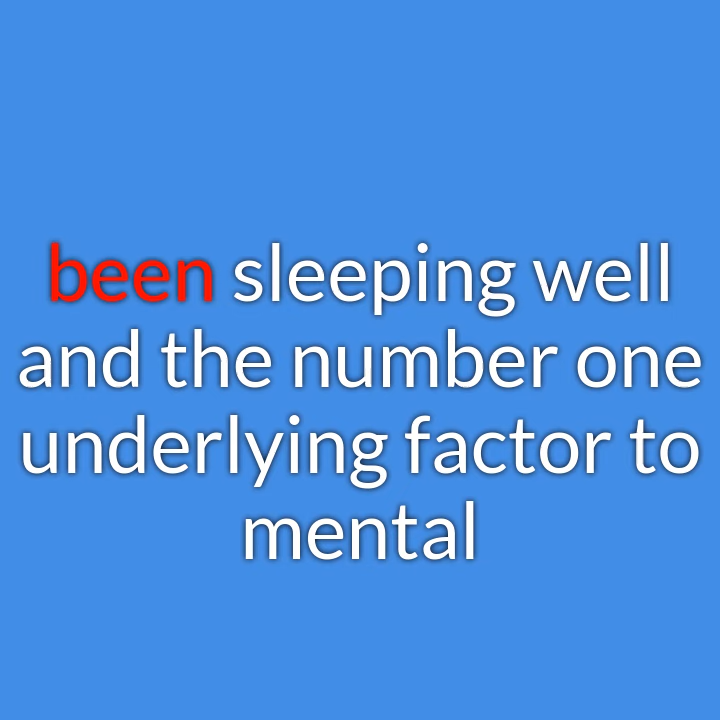 been sleeping well
and the number one
underlying factor to
mental